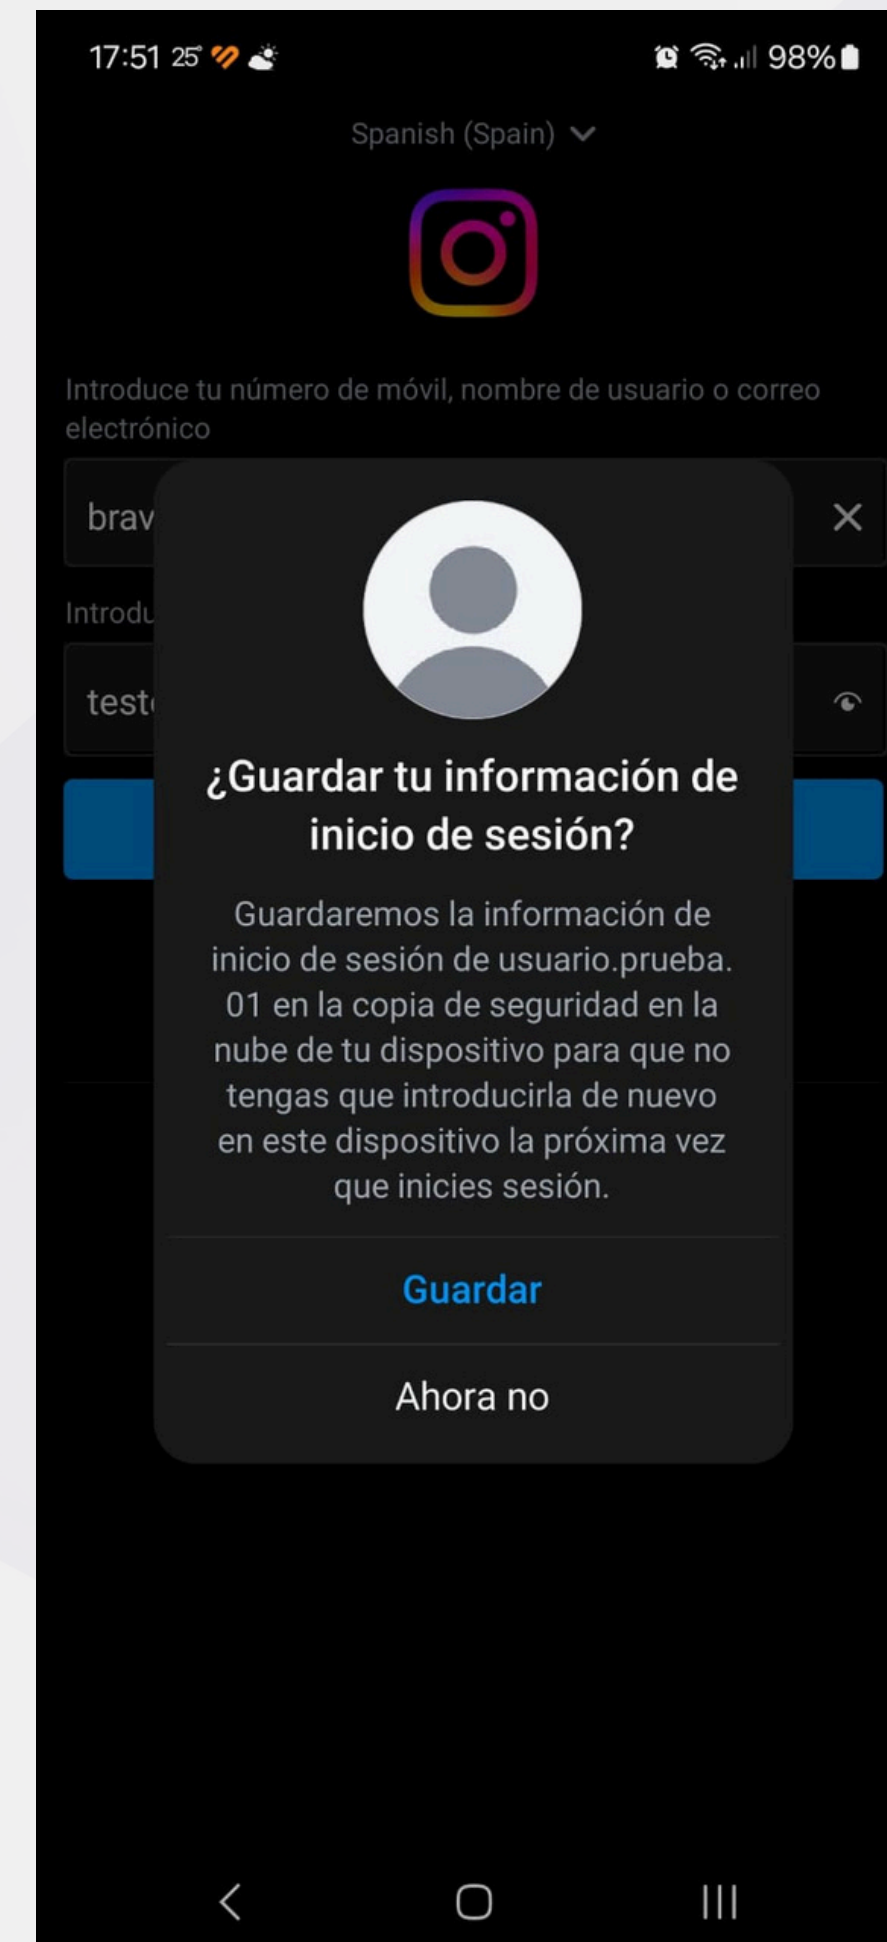 17:51 25° 98%
Spanish (Spain)
Introduce tu número de móvil, nombre de usuario o correo
electrónico
brav
Introdu
test
¿Guardar tu información de
inicio de sesión?
Guardaremos la información de
inicio de sesión de usuario.prueba.
01 en la copia de seguridad en la
nube de tu dispositivo para que no
tengas que introducirla de nuevo
en este dispositivo la próxima vez
que inicies sesión.
Guardar
Ahora no